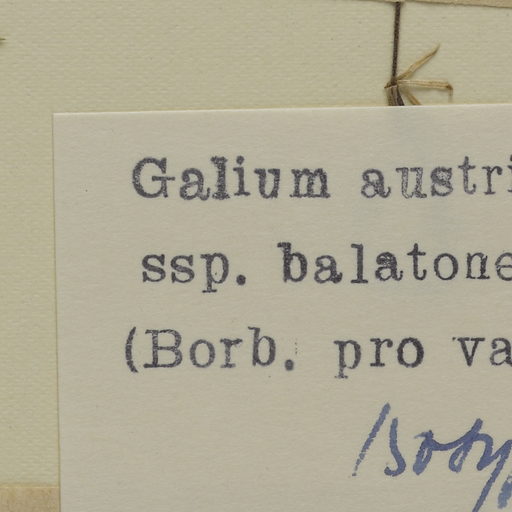 Galium austri
ssp. balatone
(Borb. pro va